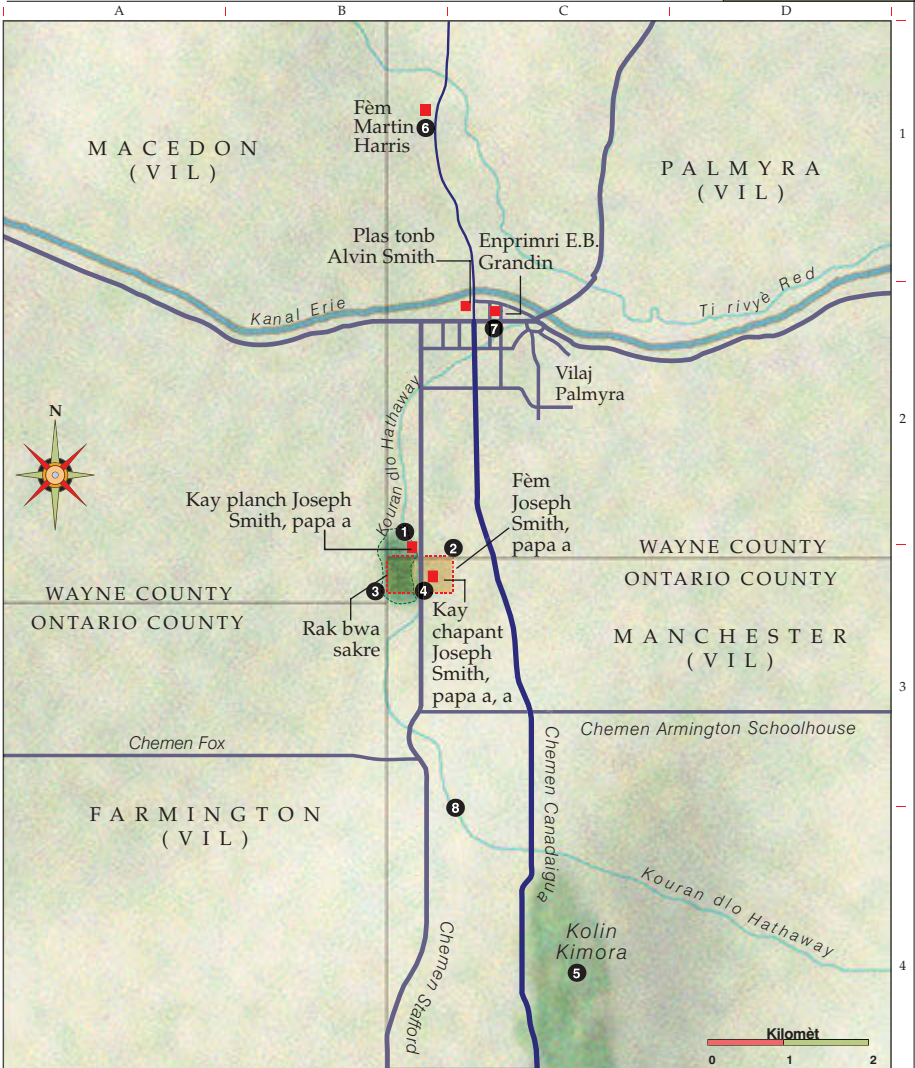 A
B
C
D
1
2
3
4
Fèm
Martin
Harris
6
MACEDON
(VIL)
PALMYRA
(VIL)
Plas tonb
Alvin Smith
Enprimri E.B.
Grandin
Kanal Erie
Ti rivyè Red
7
Vilaj
Palmyra
N
Kouran dlo Hathaway
Kay planch Joseph
Smith, papa a
1
2
Fèm
Joseph
Smith,
papa a
WAYNE COUNTY
ONTARIO COUNTY
WAYNE COUNTY
ONTARIO COUNTY
3
4
Rak bwa
sakre
Kay
chapant
Joseph
Smith,
papa a, a
MANCHESTER
(VIL)
Chemen Armington Schoolhouse
Chemen Fox
Chemen Canadaigua
FARMINGTON
(VIL)
8
Kouran dlo Hathaway
Chemen Stafford
Kolin
Kimora
5
Kilomèt
0 1 2